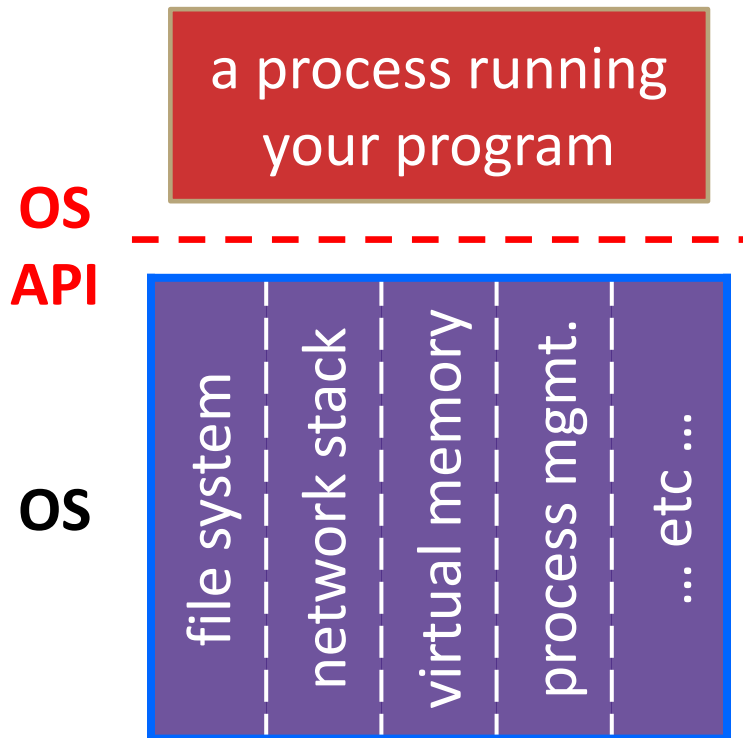 a process running
your program
OS
API
OS
file system
network stack
virtual memory
process mgmt.
... etc ...